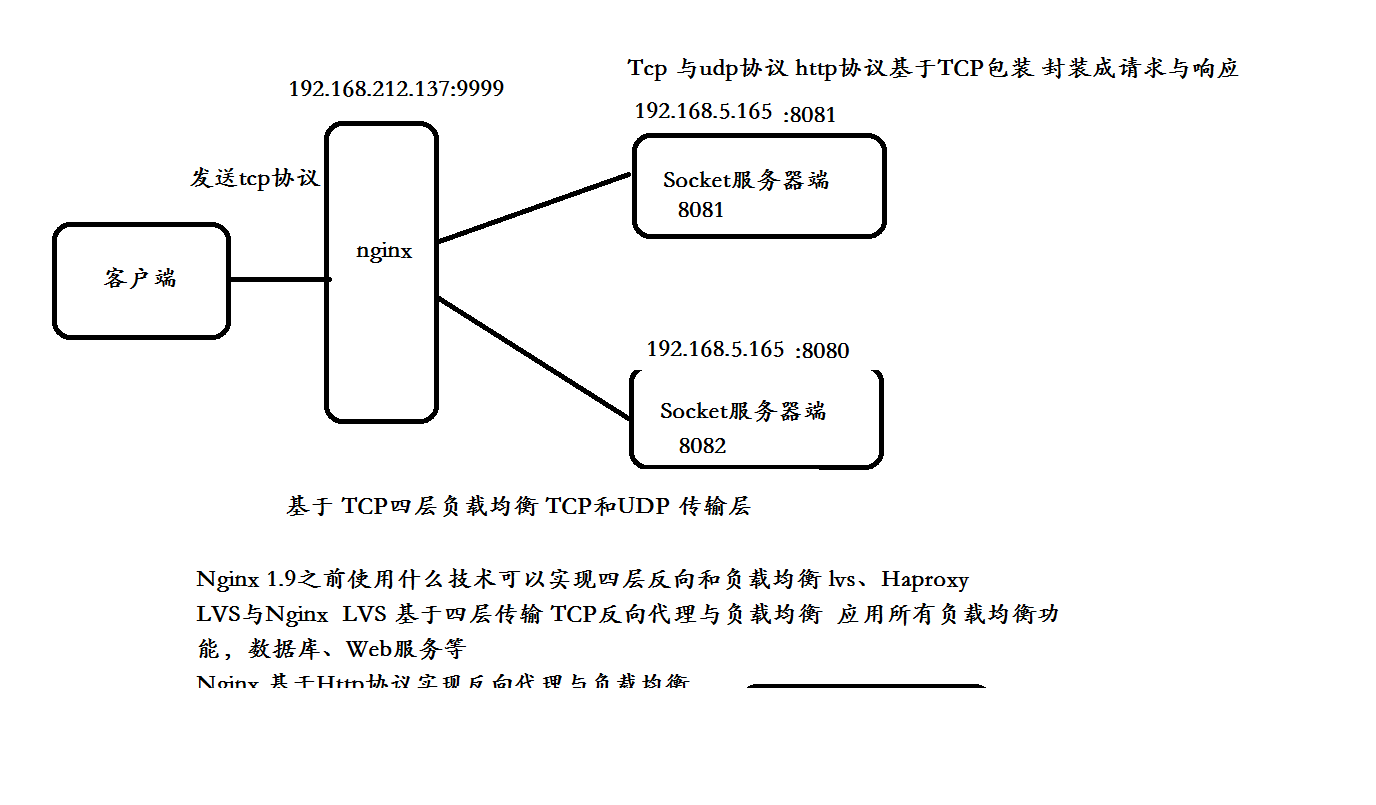 Tcp 与udp协议 http协议基于TCP包装 封装成请求与响应
192.168.212.137:9999
192.168.5.165 :8081
发送tcp协议
Socket服务器端
8081
nginx
客户端
192.168.5.165 :8080
Socket服务器端
8082
基于 TCP四层负载均衡 TCP和UDP 传输层
Nginx 1.9之前使用什么技术可以实现四层反向和负载均衡 lvs、Haproxy
LVS与Nginx LVS 基于四层传输 TCP反向代理与负载均衡 应用所有负载均衡功
能，数据库、Web服务等
Nginx 基于Http协议实现反向代理与负载均衡